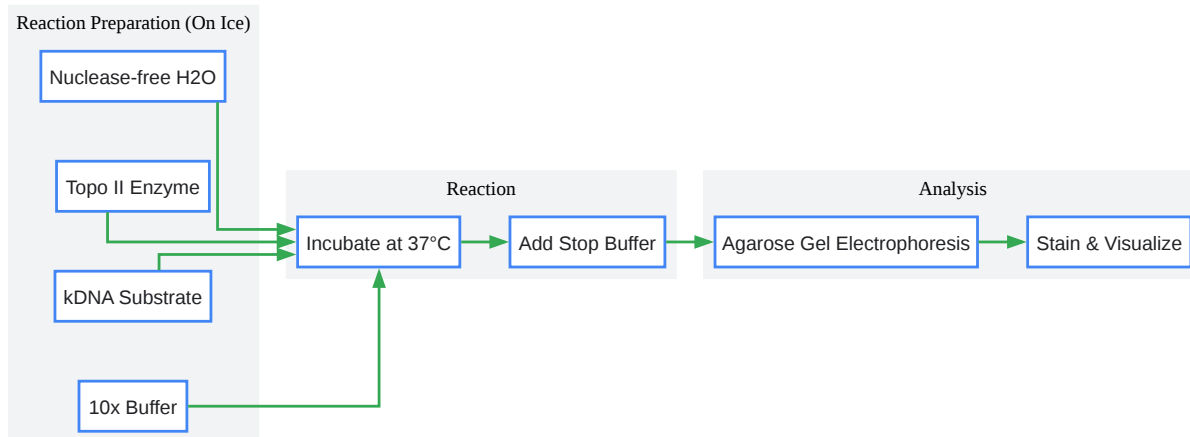 Reaction Preparation (On Ice)
Nuclease-free H2O
Topo II Enzyme
kDNA Substrate
10x Buffer
Reaction
Incubate at 37°C
Add Stop Buffer
Analysis
Agarose Gel Electrophoresis
Stain & Visualize